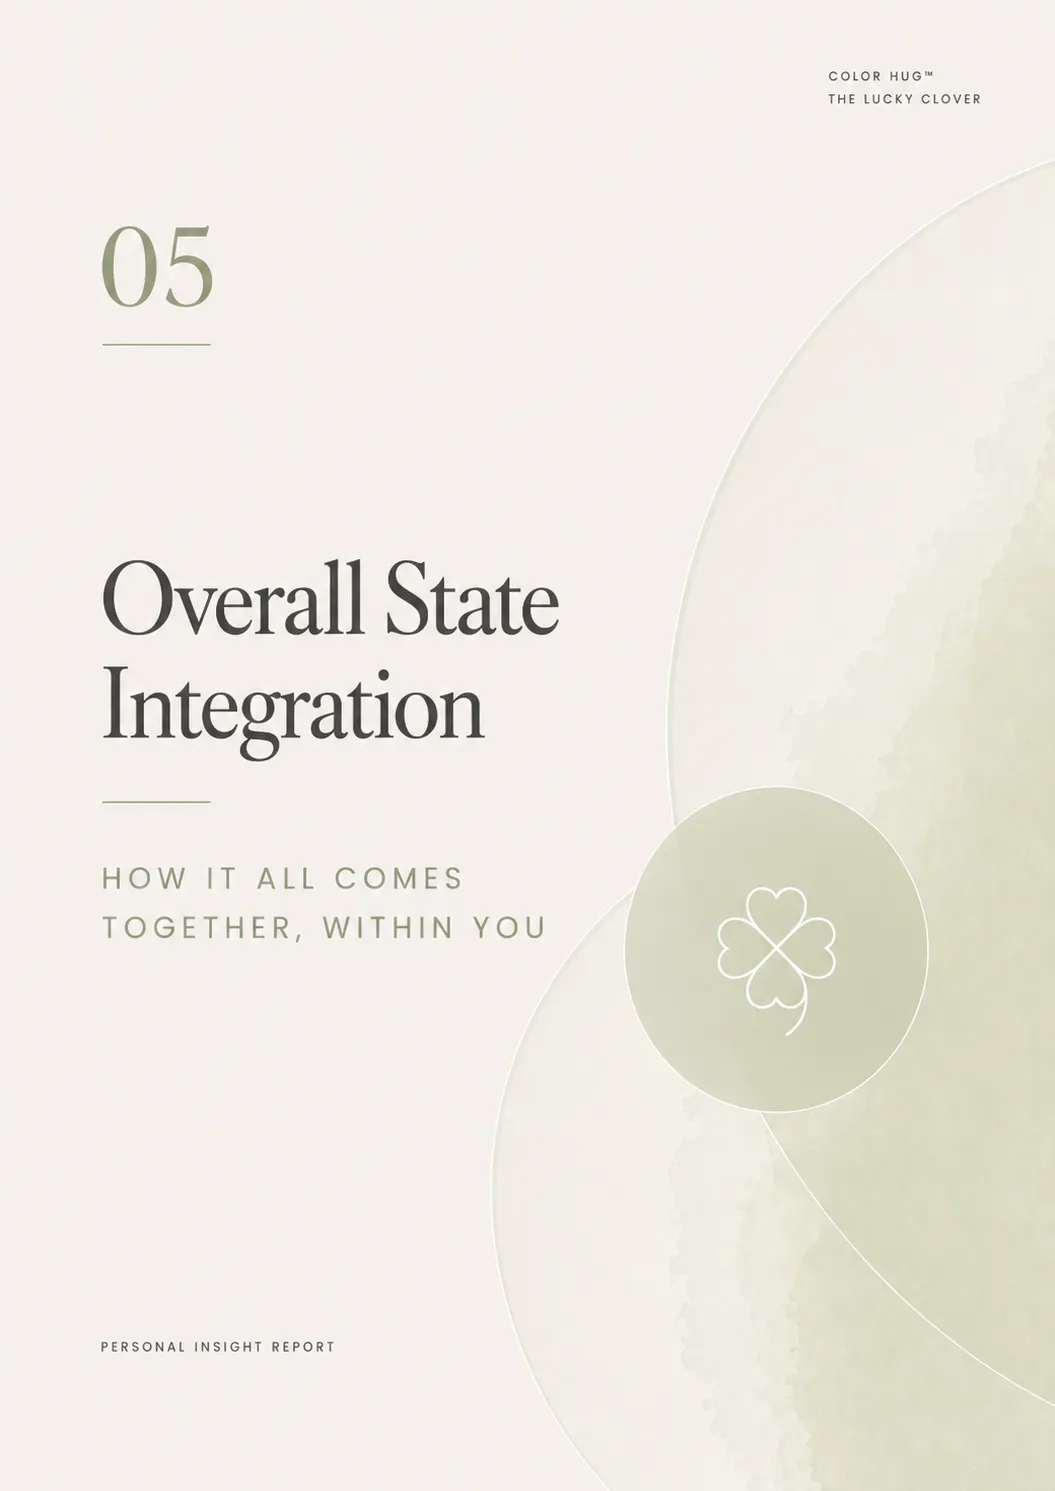 COLOR HUG™
THE LUCKY CLOVER
05
Overall State
Integration
HOW IT ALL COMES
TOGETHER, WITHIN YOU
PERSONAL INSIGHT REPORT